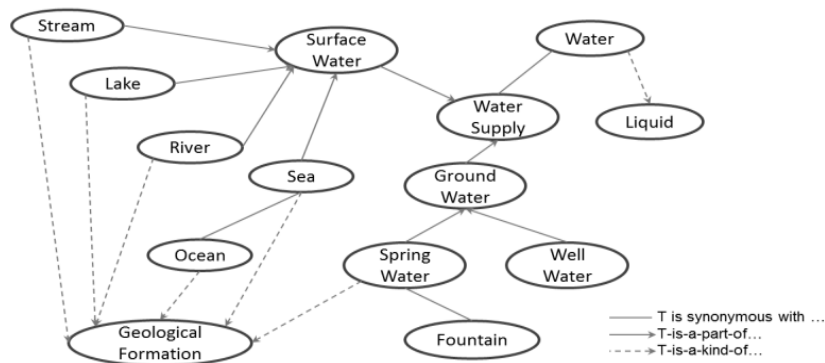 Stream
Surface
Water
Water
Lake
Water
Supply
Liquid
River
Sea
Ground
Water
Ocean
Spring
Water
Well
Water
Geological
Formation
Fountain
T is synonymous with ...
T-is-a-part-of...
T-is-a-kind-of...